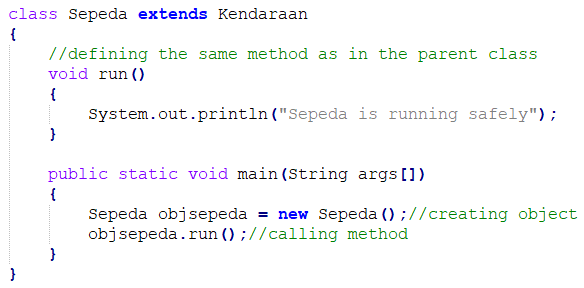 class Sepeda extends Kendaraan
{
//defining the same method as in the parent class
void run()
{
System.out.println("Sepeda is running safely");
}
public static void main(String args[])
{
Sepeda objsepeda = new Sepeda();//creating object
objsepeda.run();//calling method
}
}